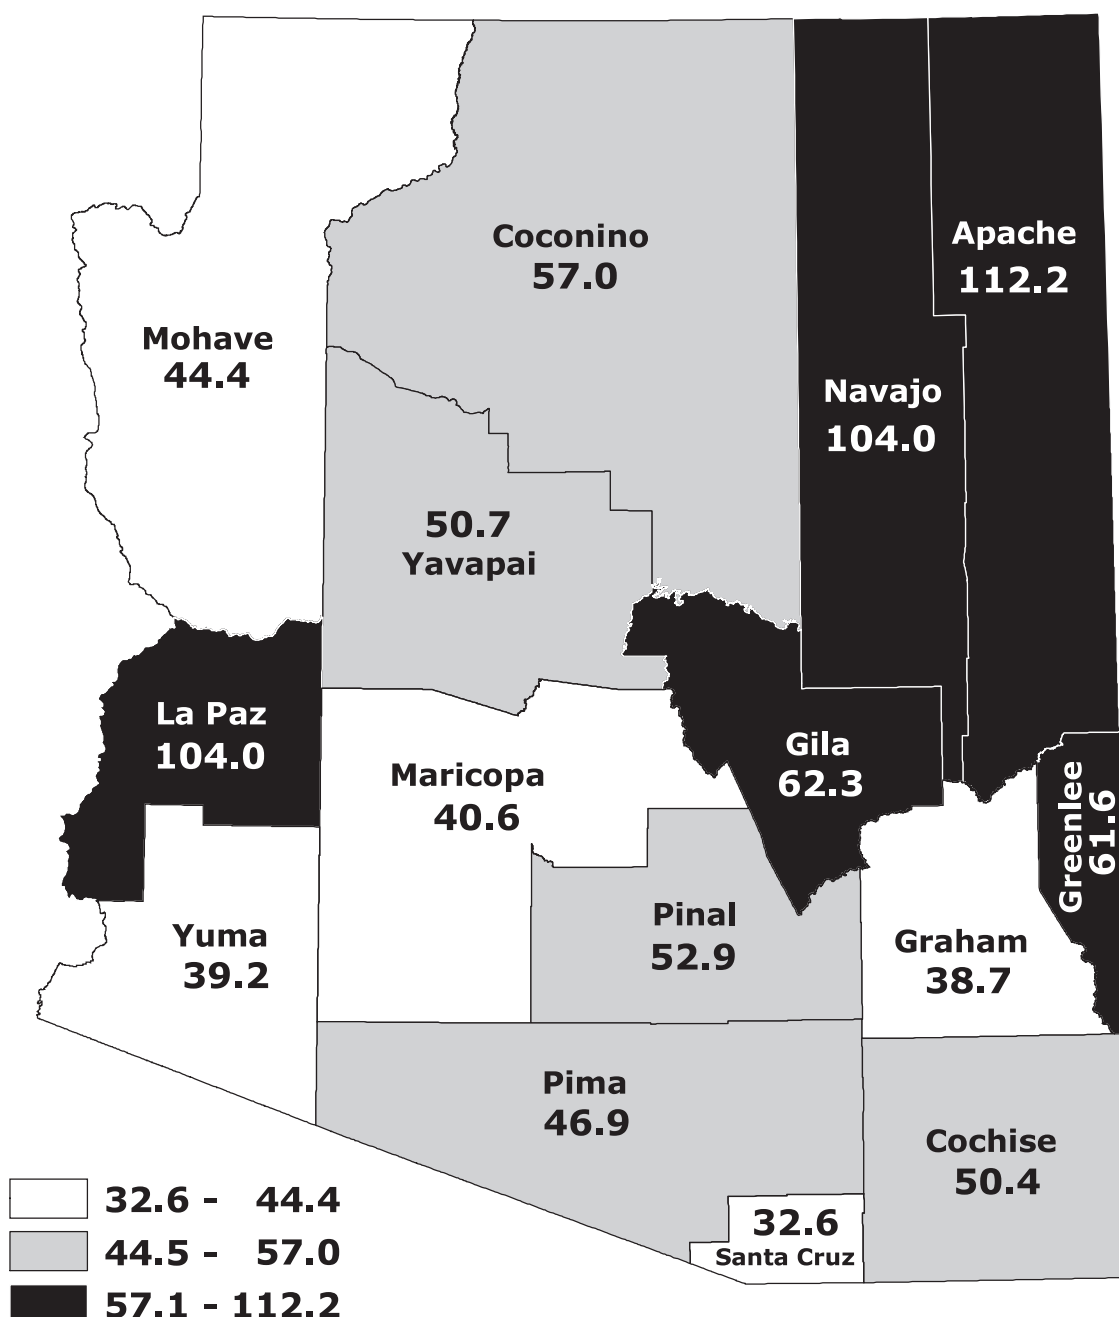 Coconino
57.0
Apache
112.2
Mohave
44.4
Navajo
104.0
50.7
Yavapai
La Paz
104.0
Gila
62.3
Maricopa
40.6
Greenlee
61.6
Yuma
39.2
Pinal
52.9
Graham
38.7
Pima
46.9
Cochise
50.4
32.6
Santa Cruz
32.6 - 44.4
44.5 - 57.0
57.1 - 112.2